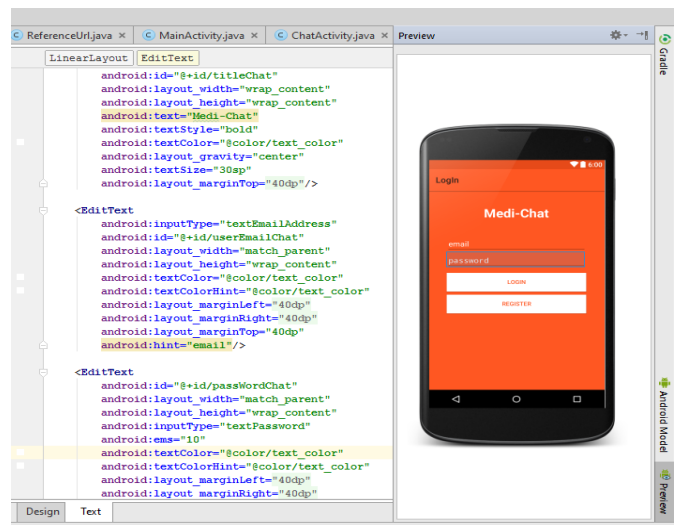 ReferenceUrl.java × MainActivity.java × ChatActivity.java × Preview
LinearLayout EditText
android:id="@+id/titleChat"
android:layout_width="wrap_content"
android:layout_height="wrap_content"
android:text="Medi-Chat"
android:textStyle="bold"
android:textColor="@color/text_color"
android:layout_gravity="center"
android:textSize="30sp"
android:layout_marginTop="40dp"/>
<EditText
android:inputType="textEmailAddress"
android:id="@+id/userEmailChat"
android:layout_width="match_parent"
android:layout_height="wrap_content"
android:textColor="@color/text_color"
android:textColorHint="@color/text_color"
android:layout_marginLeft="40dp"
android:layout_marginRight="40dp"
android:layout_marginTop="40dp"
android:hint="email"/>
<EditText
android:id="@+id/passWordChat"
android:layout_width="match_parent"
android:layout_height="wrap_content"
android:inputType="textPassword"
android:ems="10"
android:textColor="@color/text_color"
android:textColorHint="@color/text_color"
android:layout_marginLeft="40dp"
android:layout_marginRight="40dp"
Design Text
6:00
LogIn
Medi-Chat
email
password
LOGIN
REGISTER
Gradle
Android Model
Preview